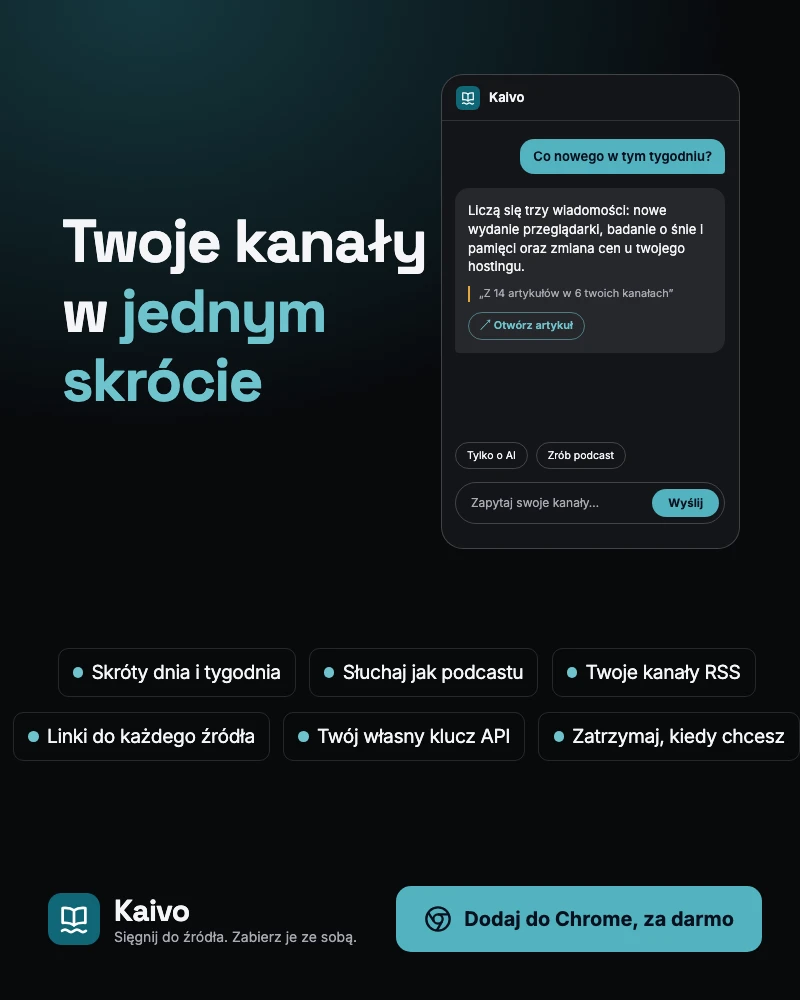 Kaivo
Co nowego w tym tygodniu?
Twoje kanały
w jednym
skrócie
Liczą się trzy wiadomości: nowe
wydanie przeglądarki, badanie o śnie i
pamięci oraz zmiana cen u twojego
hostingu.
„Z 14 artykułów w 6 twoich kanałach”
↗ Otwórz artykuł
Tylko o AI
Zrób podcast
Zapytaj swoje kanały...
Wyślij
Skróty dnia i tygodnia
Słuchaj jak podcastu
Twoje kanały RSS
Linki do każdego źródła
Twój własny klucz API
Zatrzymaj, kiedy chcesz
Kaivo
Sięgnij do źródła. Zabierz je ze sobą.
Dodaj do Chrome, za darmo